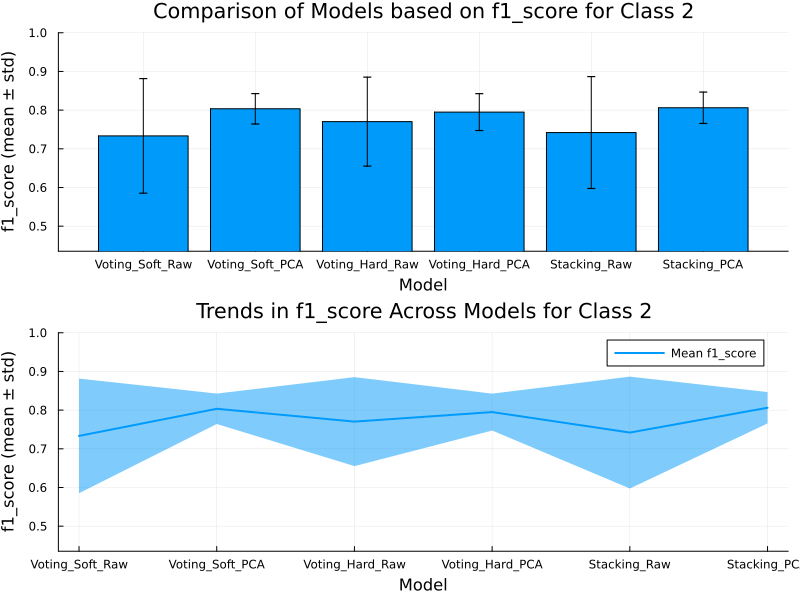 Comparison of Models based on f1_score for Class 2
f1_score (mean ± std)
1.0
0.9
0.8
0.7
0.6
0.5
Voting_Soft_Raw Voting_Soft_PCA Voting_Hard_Raw Voting_Hard_PCA Stacking_Raw Stacking_PCA
Model
Trends in f1_score Across Models for Class 2
f1_score (mean ± std)
1.0
Mean f1_score
0.9
0.8
0.7
0.6
0.5
Voting_Soft_Raw Voting_Soft_PCA Voting_Hard_Raw Voting_Hard_PCA Stacking_Raw Stacking_PC
Model